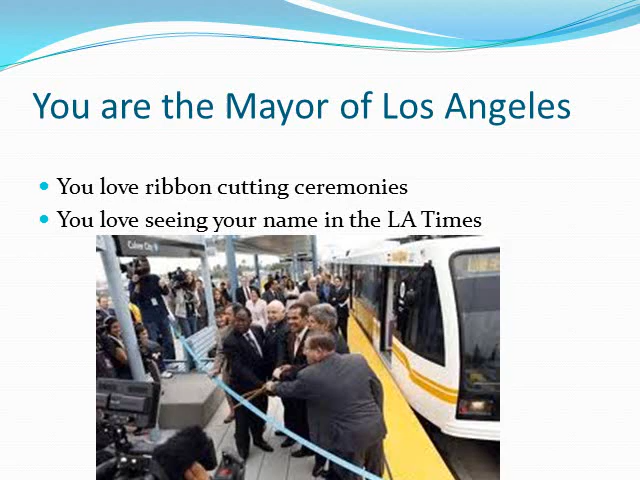 You are the Mayor of Los Angeles
You love ribbon cutting ceremonies
You love seeing your name in the LA Times
Culver City